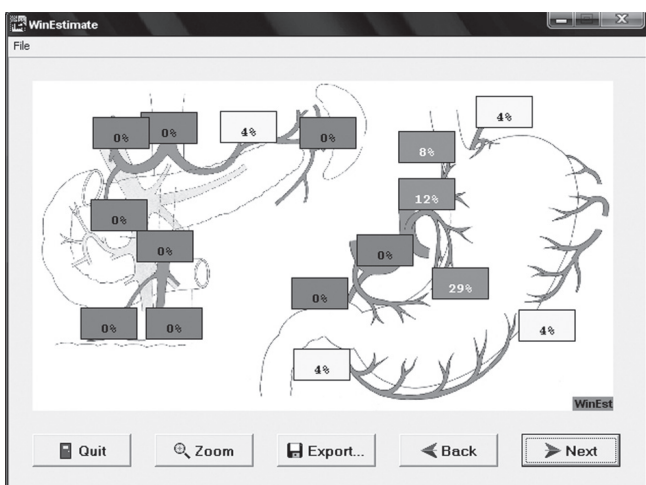 WinEstimate
File
4%
0%
0%
4%
0%
8%
12%
0%
0%
0%
29%
0%
0%
0%
4%
4%
WinEst
Quit
Zoom
Export...
Back
Next